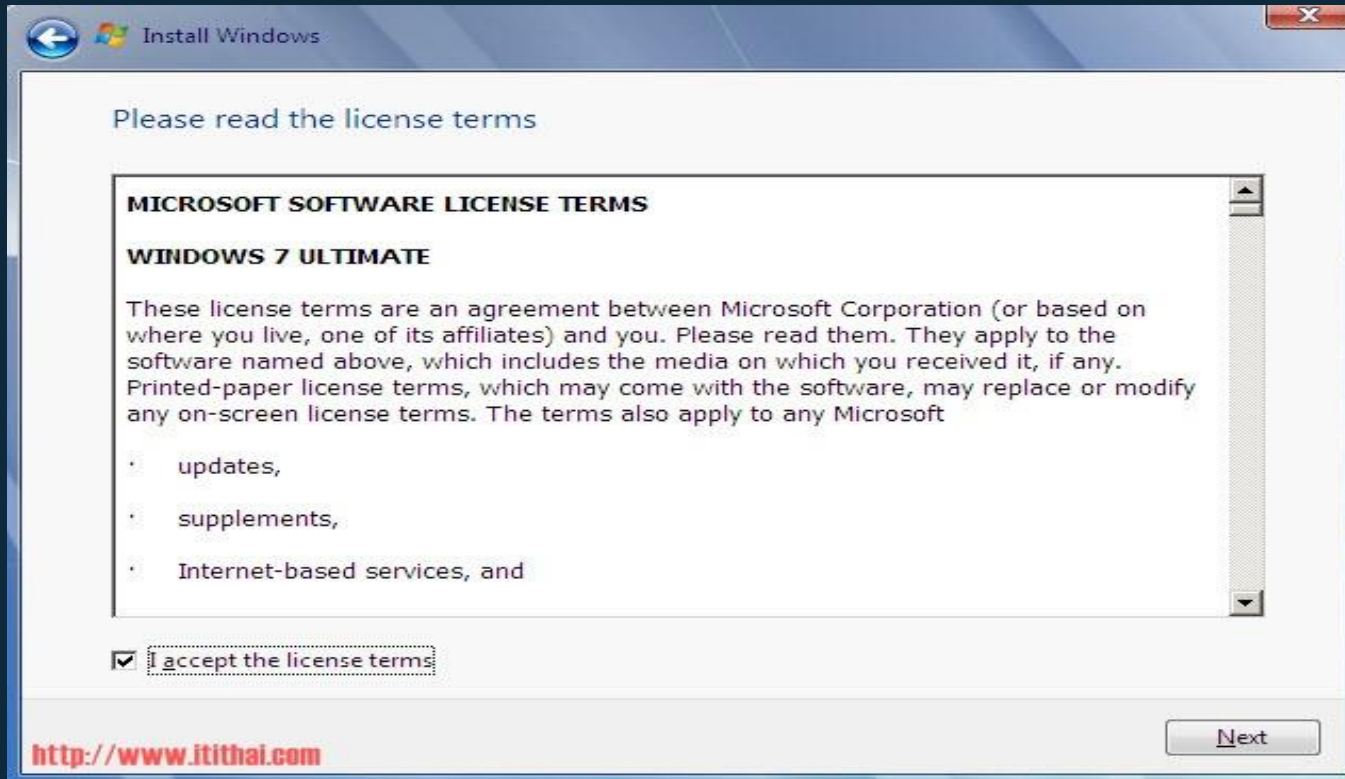 Install Windows
Please read the license terms
MICROSOFT SOFTWARE LICENSE TERMS
WINDOWS 7 ULTIMATE
These license terms are an agreement between Microsoft Corporation (or based on
where you live, one of its affiliates) and you. Please read them. They apply to the
software named above, which includes the media on which you received it, if any.
Printed-paper license terms, which may come with the software, may replace or modify
any on-screen license terms. The terms also apply to any Microsoft
· updates,
· supplements,
· Internet-based services, and
I accept the license terms
Next
http://www.itithai.com